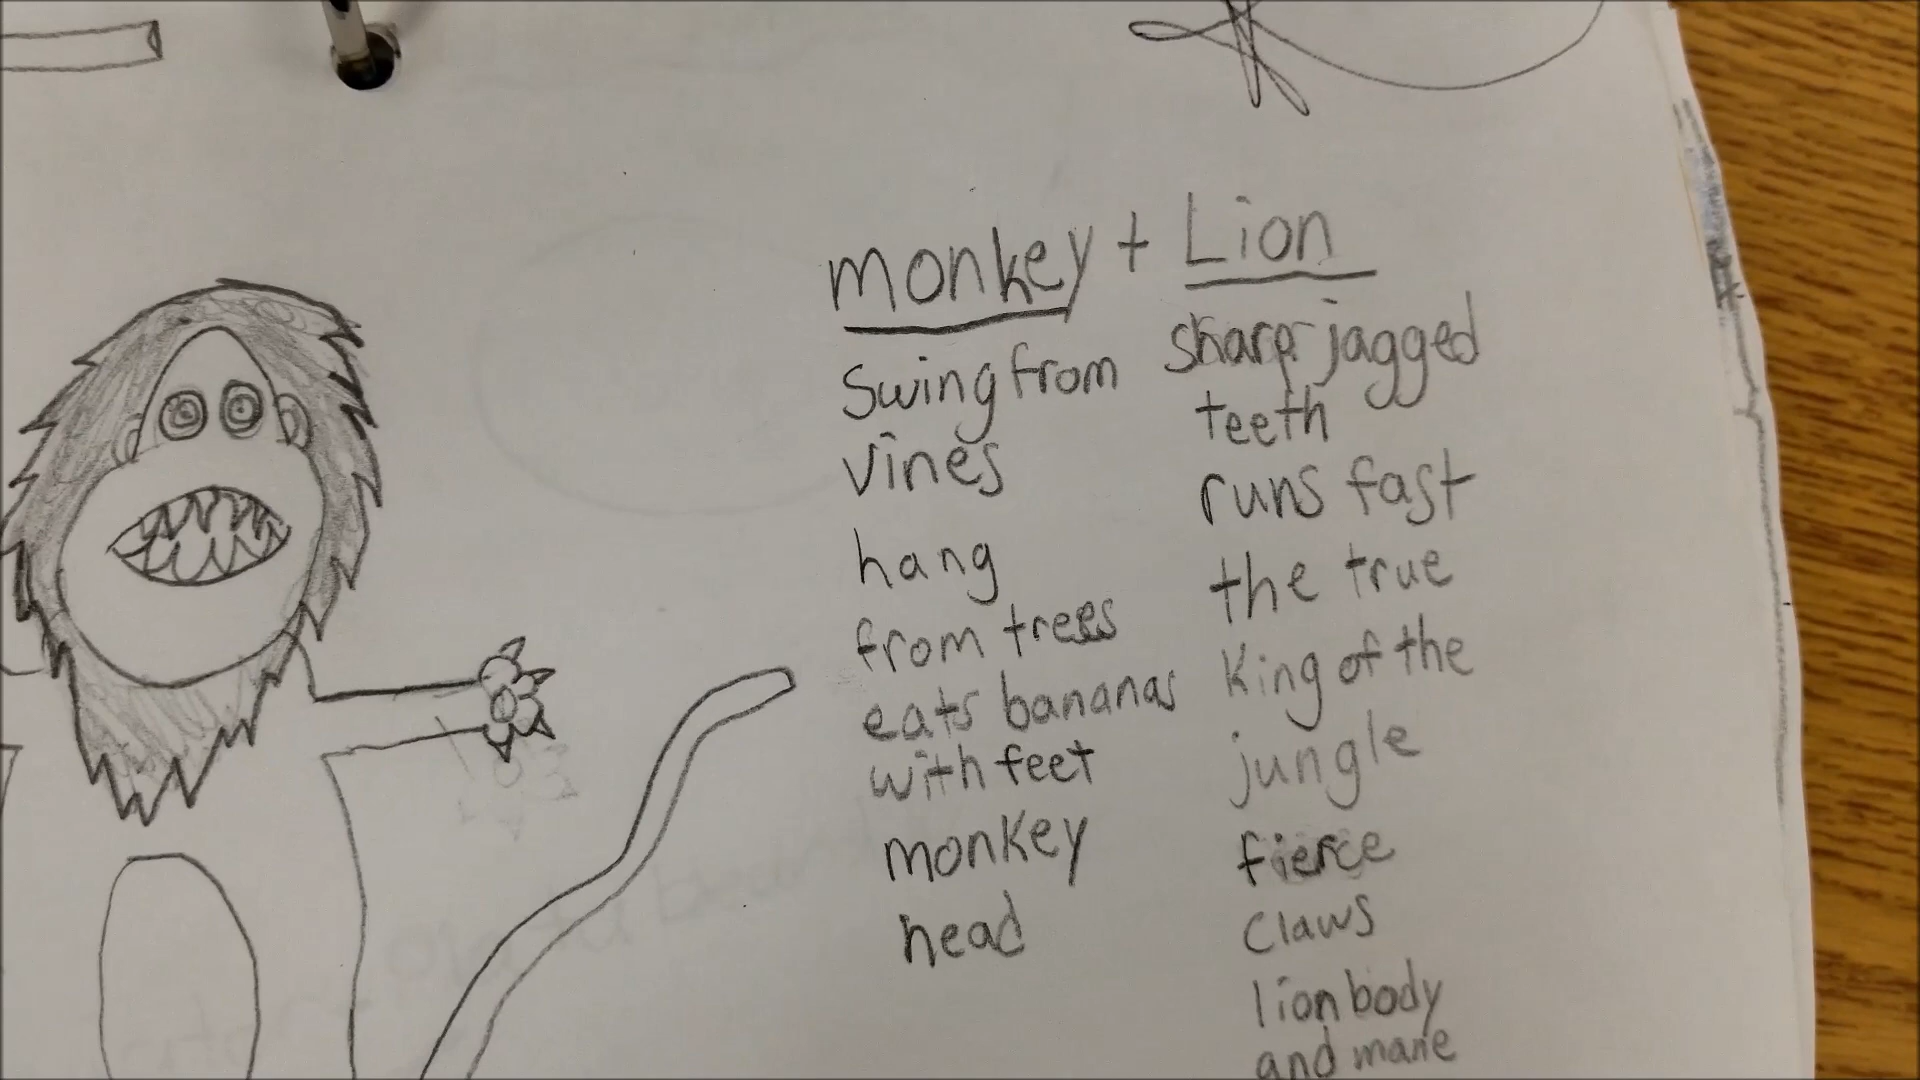 monkey + Lion
Swing from
vines
hang
from trees
eats bananas
with feet
monkey
head
sharp jagged
teeth
runs fast
the true
King of the
jungle
fierce
claws
lion body
and mane